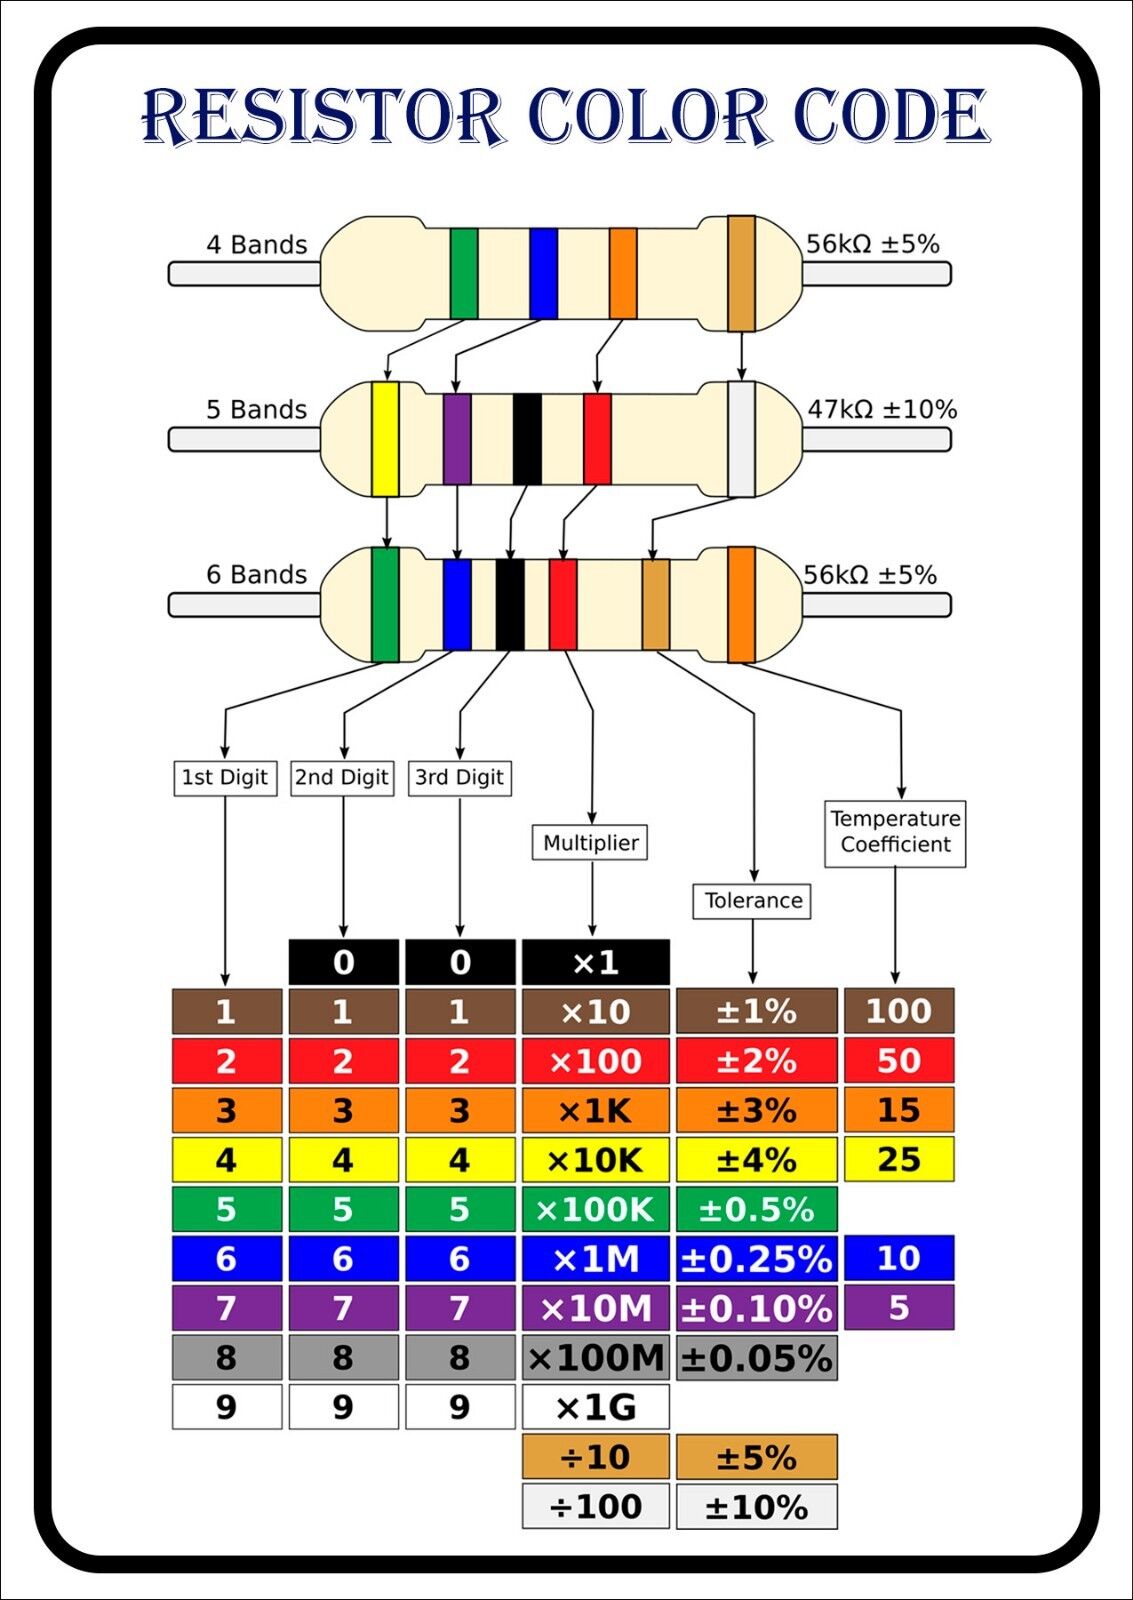 RESISTOR COLOR CODE
4 Bands 56kΩ ±5%
5 Bands 47kΩ ±10%
6 Bands 56kΩ ±5%
1st Digit 2nd Digit 3rd Digit
Multiplier
Temperature
Coefficient
Tolerance
0 0 ×1
1 1 1 ×10 ±1% 100
2 2 2 ×100 ±2% 50
3 3 3 ×1K ±3% 15
4 4 4 ×10K ±4% 25
5 5 5 ×100K ±0.5%
6 6 6 ×1M ±0.25% 10
7 7 7 ×10M ±0.10% 5
8 8 8 ×100M ±0.05%
9 9 9 ×1G
÷10 ±5%
÷100 ±10%